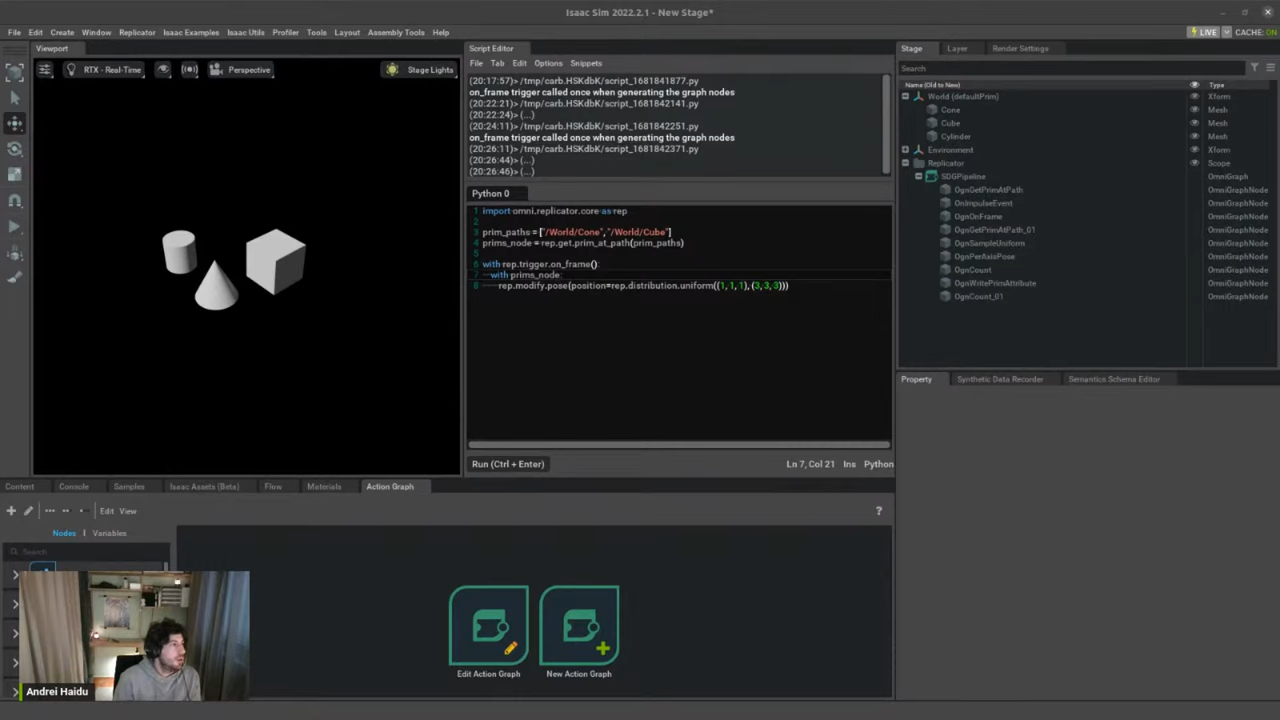 Isaac Sim 2022.2.1 - New Stage*
File Edit Create Window Replicator Isaac Examples Isaac Utils Profiler Tools Layout Assembly Tools Help
LIVE CACHE: ON
Viewport
RTX - Real-Time
Perspective
Stage Lights
Script Editor
File Tab Edit Options Snippets
(20:17:57)> /tmp/carb.HSKdbK/script_1681841877.py
on_frame trigger called once when generating the graph nodes
(20:22:21)> /tmp/carb.HSKdbK/script_1681842141.py
(20:22:24)> (...)
(20:24:11)> /tmp/carb.HSKdbK/script_1681842251.py
on_frame trigger called once when generating the graph nodes
(20:26:11)> /tmp/carb.HSKdbK/script_1681842371.py
(20:26:44)> (...)
(20:26:46)> (...)
Python 0
1 import omni.replicator.core as rep
2
3 prim_paths = ["/World/Cone", "/World/Cube"]
4 prims_node = rep.get.prim_at_path(prim_paths)
5
6 with rep.trigger.on_frame():
7 with prims_node:
8 rep.modify.pose(position=rep.distribution.uniform((1, 1, 1), (3, 3, 3)))
Run (Ctrl + Enter)
Ln 7, Col 21 Ins Python
Stage Layer Render Settings
Search
Name (Old to New) Type
World (defaultPrim) Xform
Cone Mesh
Cube Mesh
Cylinder Mesh
Environment Xform
Replicator Scope
SDGPipeline OmniGraph
OgnGetPrimAtPath OmniGraphNode
OnImpulseEvent OmniGraphNode
OgnOnFrame OmniGraphNode
OgnGetPrimAtPath_01 OmniGraphNode
OgnSampleUniform OmniGraphNode
OgnPerAxisPose OmniGraphNode
OgnCount OmniGraphNode
OgnWritePrimAttribute OmniGraphNode
OgnCount_01 OmniGraphNode
Property Synthetic Data Recorder Semantics Schema Editor
Content Console Samples Isaac Assets (Beta) Flow Materials Action Graph
Edit View
?
Nodes Variables
Search
Edit Action Graph
New Action Graph
Andrei Haidu